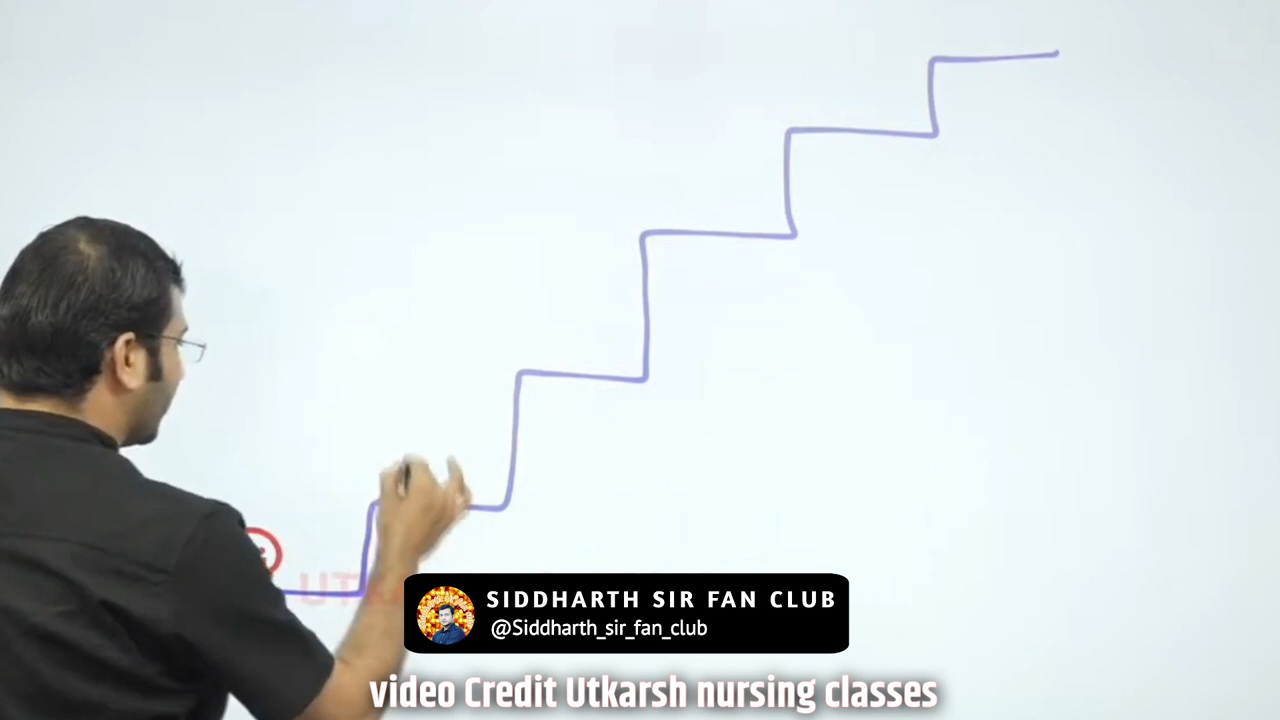 SIDDHARTH SIR FAN CLUB
@Siddharth_sir_fan_club
video Credit Utkarsh nursing classes